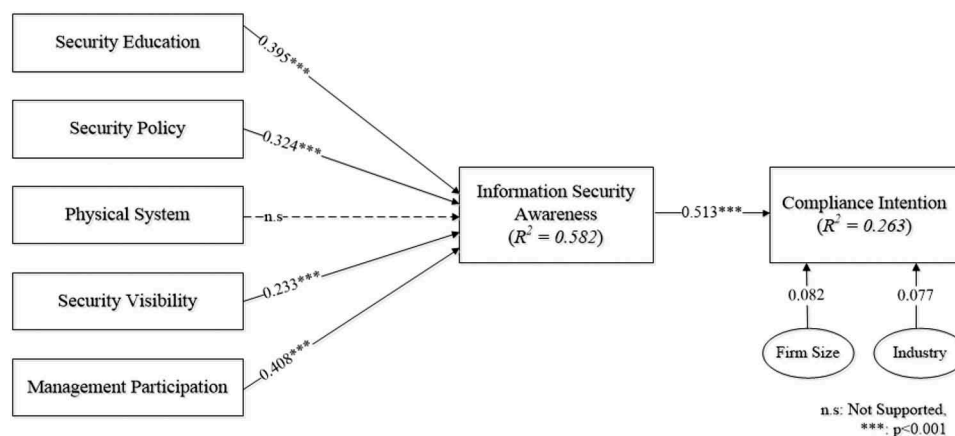 Security Education
0.395***
Security Policy
0.324***
Physical System
n.s
Security Visibility
0.233***
Management Participation
0.408***
Information Security
Awareness
(R² = 0.582)
0.513***
Compliance Intention
(R² = 0.263)
0.082
0.077
Firm Size
Industry
n.s: Not Supported,
***: p<0.001